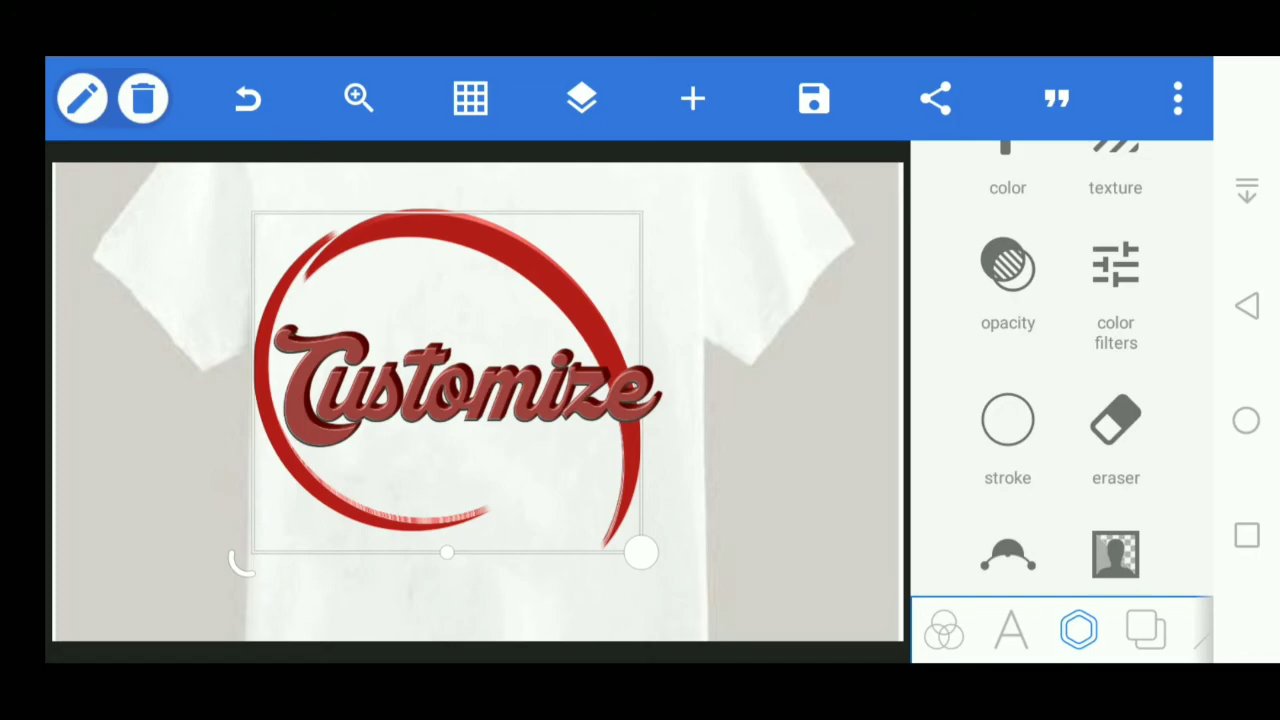 color
texture
Customize
opacity
color
filters
stroke
eraser